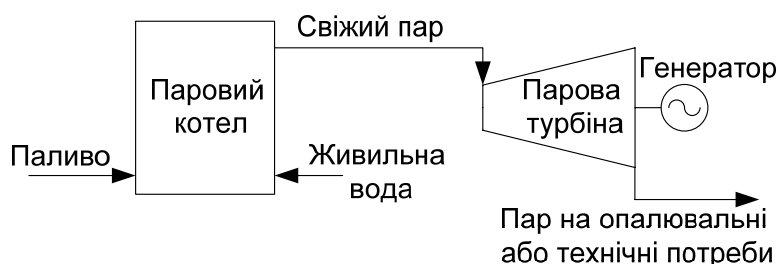 Свіжий пар
Генератор
Паровий
котел
Парова
турбіна
Паливо
Живильна
вода
Пар на опалювальні
або технічні потреби